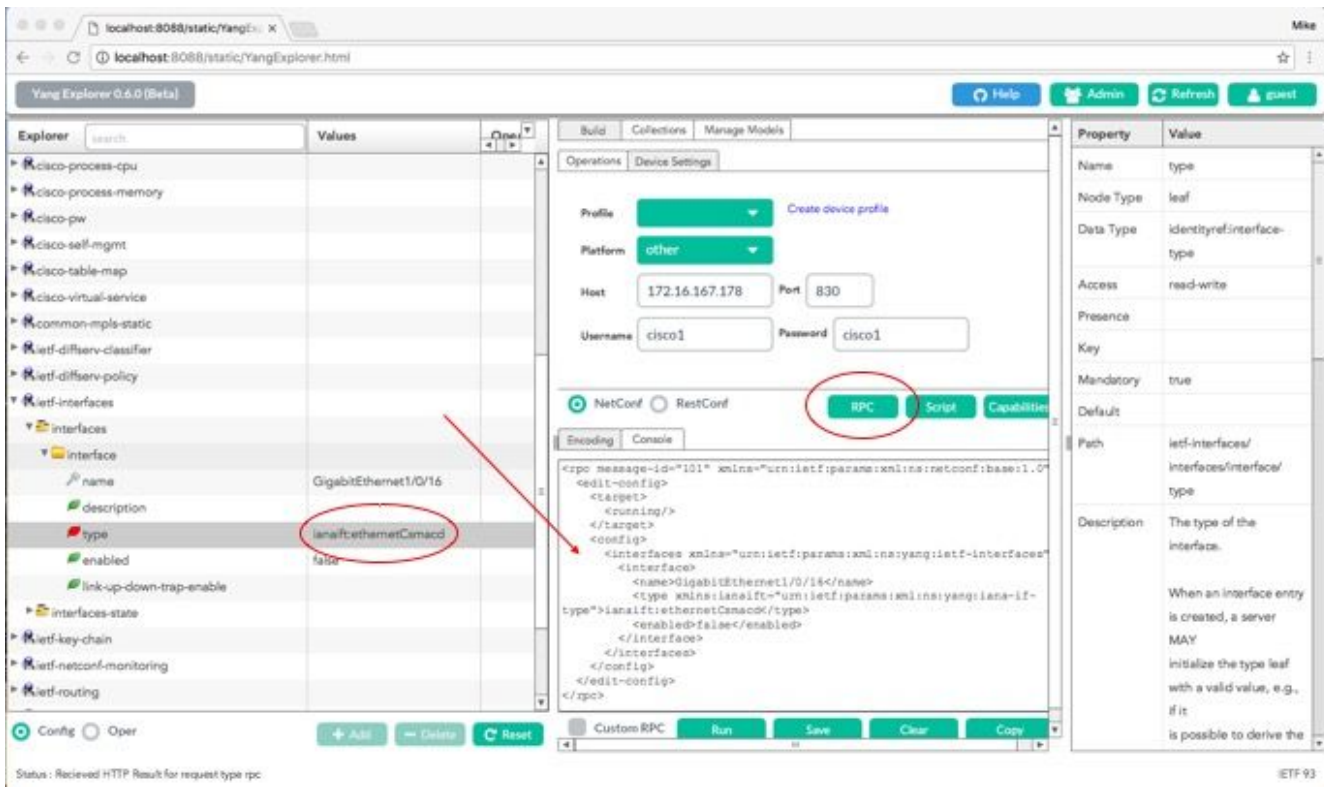 localhost:8088/static/YangEx
Mike
localhost:8088/static/YangExplorer.html
Yang Explorer 0.6.0 (Beta)
Help
Admin
Refresh
guest
Explorer
search
Values
Oper
cisco-process-cpu
cisco-process-memory
cisco-pw
cisco-self-mgmt
cisco-table-map
cisco-virtual-service
common-mpls-static
ietf-diffserv-classifier
ietf-diffserv-policy
ietf-interfaces
interfaces
interface
name GigabitEthernet1/0/16
description
type ianaift:ethernetCsmacd
enabled false
link-up-down-trap-enable
interfaces-state
ietf-key-chain
ietf-netconf-monitoring
ietf-routing
Config Oper
Add Delete Reset
Build Collections Manage Models
Operations Device Settings
Profile
Create device profile
Platform other
Host 172.16.167.178 Port 830
Username cisco1 Password cisco1
NetConf RestConf RPC Script Capabilities
Encoding Console
<rpc message-id="101" xmlns="urn:ietf:params:xml:ns:netconf:base:1.0"
<edit-config>
<target>
<running/>
</target>
<config>
<interfaces xmlns="urn:ietf:params:xml:ns:yang:ietf-interfaces"
<interface>
<name>GigabitEthernet1/0/16</name>
<type xmlns:ianaift="urn:ietf:params:xml:ns:yang:iana-if-
type">ianaift:ethernetCsmacd</type>
<enabled>false</enabled>
</interface>
</interfaces>
</config>
</edit-config>
</rpc>
Custom RPC Run Save Clear Copy
Property Value
Name type
Node Type leaf
Data Type identityref:interface-
type
Access read-write
Presence
Key
Mandatory true
Default
Path ietf-interfaces/
interfaces/interface/
type
Description The type of the
interface.
When an interface entry
is created, a server
MAY
initialize the type leaf
with a valid value, e.g.,
if it
is possible to derive the
Status : Recieved HTTP Result for request type rpc
IETF 93